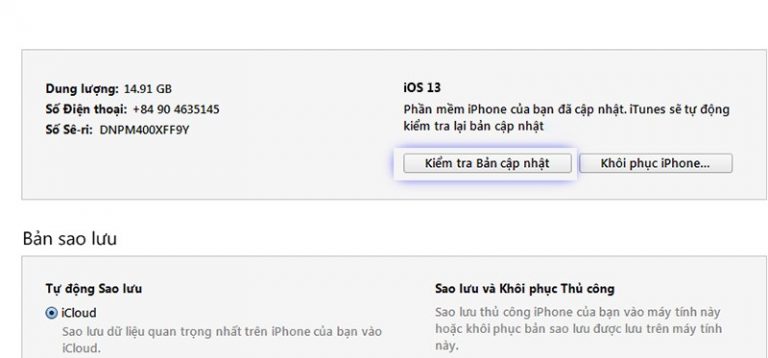 Dung lượng: 14.91 GB
Số Điện thoại: +84 90 4635145
Số Sê-ri: DNPM400XFF9Y
iOS 13
Phần mềm iPhone của bạn đã cập nhật. iTunes sẽ tự động
kiểm tra lại bản cập nhật
Kiểm tra Bản cập nhật
Khôi phục iPhone...
Bản sao lưu
Tự động Sao lưu
iCloud
Sao lưu dữ liệu quan trọng nhất trên iPhone của bạn vào
iCloud.
Sao lưu và Khôi phục Thủ công
Sao lưu thủ công iPhone của bạn vào máy tính này
hoặc khôi phục bản sao lưu được lưu trên máy tính
này.